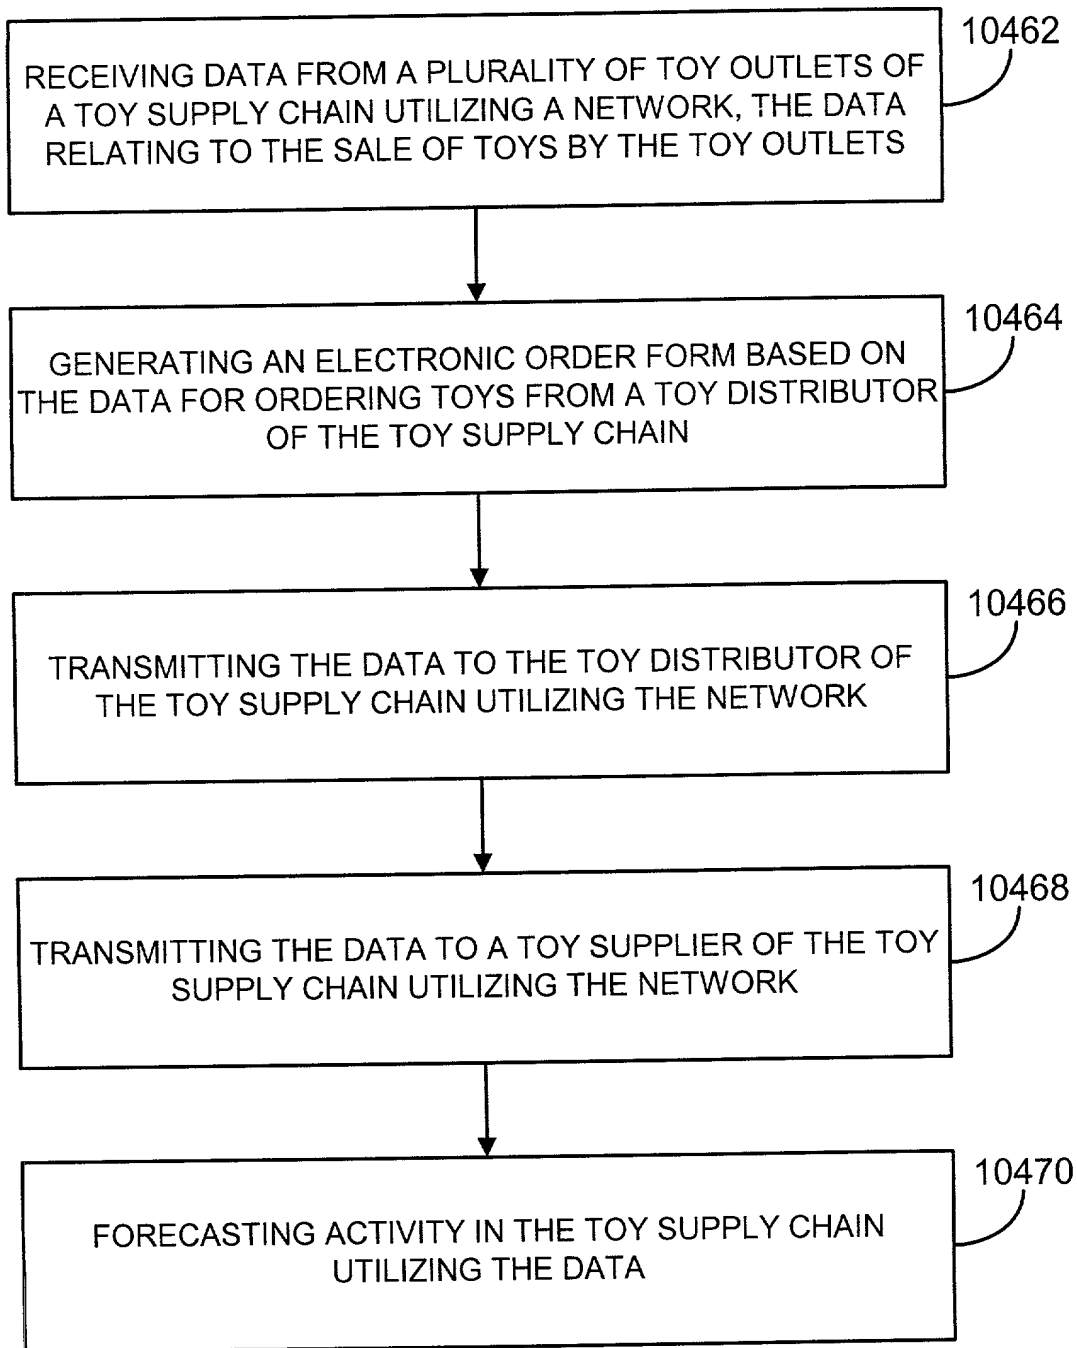 10462
RECEIVING DATA FROM A PLURALITY OF TOY OUTLETS OF
A TOY SUPPLY CHAIN UTILIZING A NETWORK, THE DATA
RELATING TO THE SALE OF TOYS BY THE TOY OUTLETS
10464
GENERATING AN ELECTRONIC ORDER FORM BASED ON
THE DATA FOR ORDERING TOYS FROM A TOY DISTRIBUTOR
OF THE TOY SUPPLY CHAIN
10466
TRANSMITTING THE DATA TO THE TOY DISTRIBUTOR OF
THE TOY SUPPLY CHAIN UTILIZING THE NETWORK
10468
TRANSMITTING THE DATA TO A TOY SUPPLIER OF THE TOY
SUPPLY CHAIN UTILIZING THE NETWORK
10470
FORECASTING ACTIVITY IN THE TOY SUPPLY CHAIN
UTILIZING THE DATA